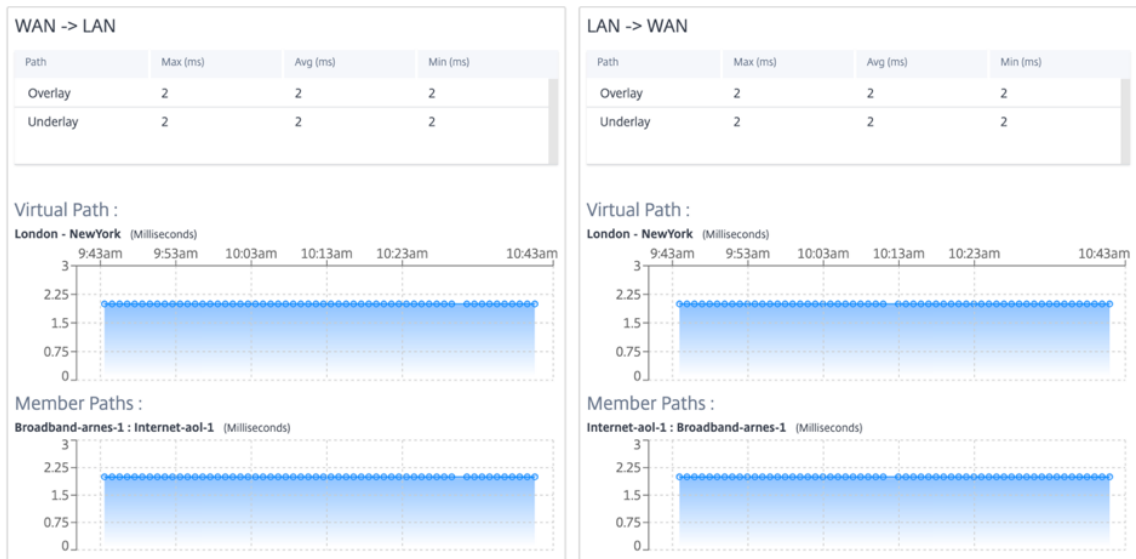 WAN -> LAN
Path Max (ms) Avg (ms) Min (ms)
Overlay 2 2 2
Underlay 2 2 2
Virtual Path :
London - NewYork (Milliseconds)
9:43am 9:53am 10:03am 10:13am 10:23am 10:43am
3
2.25
1.5
0.75
0
Member Paths :
Broadband-arnes-1 : Internet-aol-1 (Milliseconds)
3
2.25
1.5
0.75
0
LAN -> WAN
Path Max (ms) Avg (ms) Min (ms)
Overlay 2 2 2
Underlay 2 2 2
Virtual Path :
London - NewYork (Milliseconds)
9:43am 9:53am 10:03am 10:13am 10:23am 10:43am
3
2.25
1.5
0.75
0
Member Paths :
Internet-aol-1 : Broadband-arnes-1 (Milliseconds)
3
2.25
1.5
0.75
0